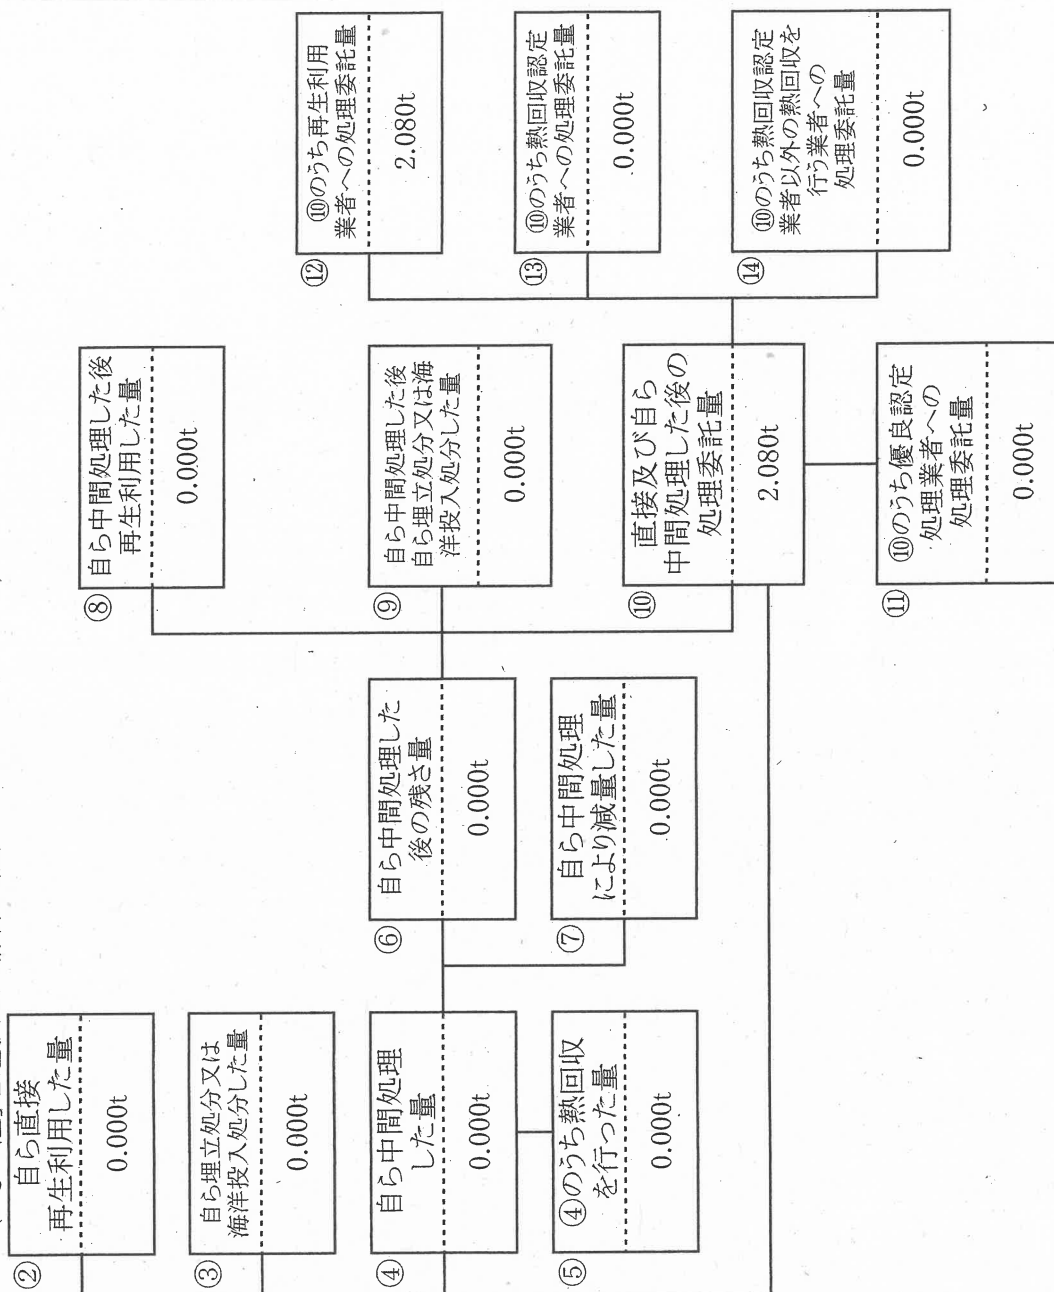 ②
自ら直接
再生利用した量
0.000t
③
自ら埋立処分又は
海洋投入処分した量
0.000t
④
自ら中間処理
した量
0.000t
⑤
④のうち熱回収
を行った量
0.000t
⑥
自ら中間処理した
後の残さ量
0.000t
⑦
自ら中間処理
により減量した量
0.000t
⑧
自ら中間処理した後
再生利用した量
0.000t
⑨
自ら中間処理した後
自ら埋立処分又は海
洋投入処分した量
0.000t
⑩
直接及び自ら
中間処理した後の
処理委託量
2.080t
⑪
⑩のうち優良認定
処理業者への
処理委託量
0.000t
⑫
⑩のうち再生利用
業者への処理委託量
2.080t
⑬
⑩のうち熱回収認定
業者への処理委託量
0.000t
⑭
⑩のうち熱回収認定
業者以外の熱回収を
行う業者への
処理委託量
0.000t